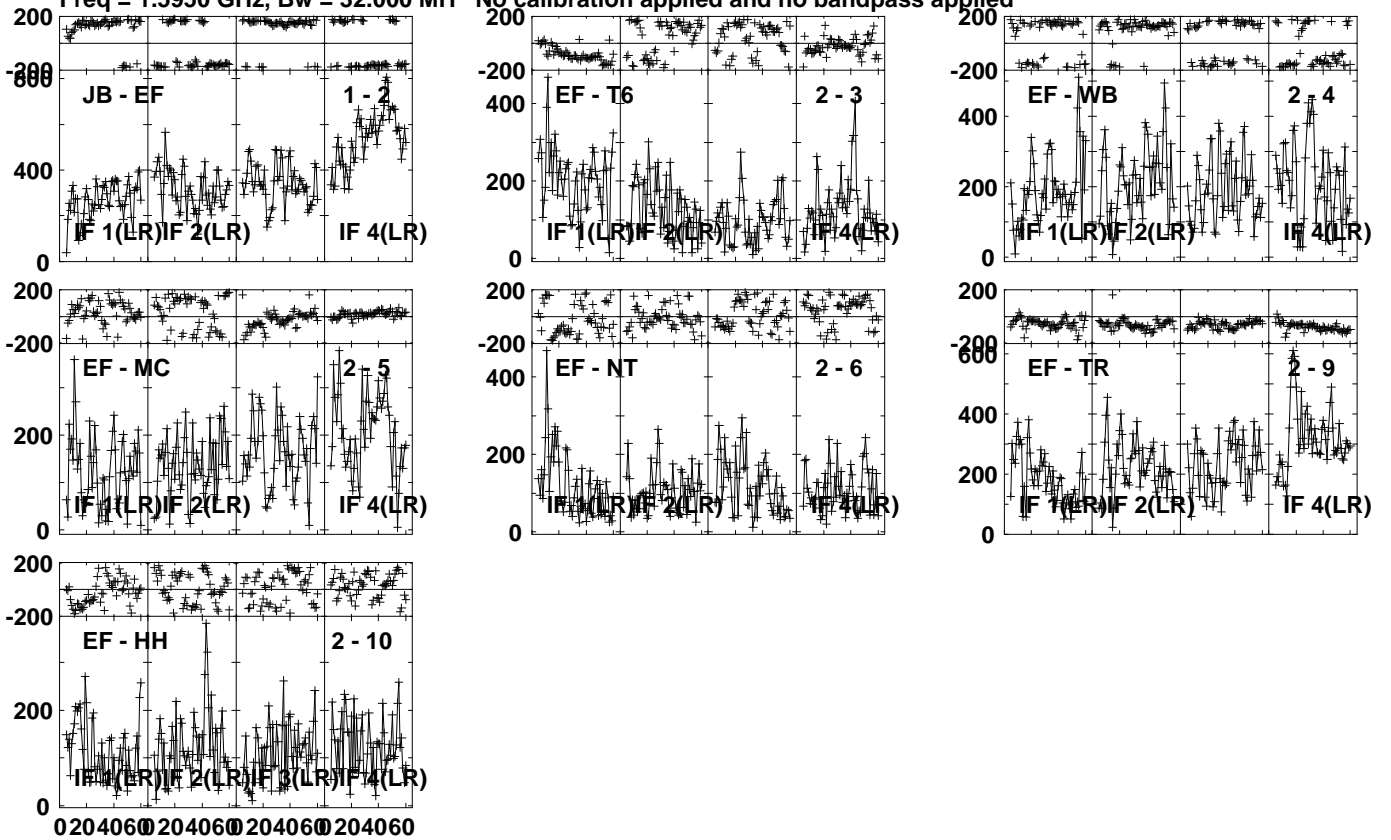 Freq = 1.5950 GHz, Bw = 32.000 MH No calibration applied and no bandpass applied
200
-200
800
JB - EF
1 - 2
400
IF 1(LR)
IF 2(LR)
IF 4(LR)
0
EF - T6
2 - 3
400
200
IF 1(LR)
IF 2(LR)
IF 4(LR)
0
200
-200
EF - WB
2 - 4
400
200
IF 1(LR)
IF 2(LR)
IF 4(LR)
0
200
-200
EF - MC
2 - 5
200
IF 1(LR)
IF 2(LR)
IF 4(LR)
0
200
-200
EF - NT
2 - 6
400
200
IF 1(LR)
IF 2(LR)
IF 4(LR)
0
200
-200
600
EF - TR
2 - 9
400
200
IF 1(LR)
IF 2(LR)
IF 4(LR)
0
200
-200
EF - HH
2 - 10
200
IF 1(LR)
IF 2(LR)
IF 3(LR)
IF 4(LR)
0
0 20 40 60 0 20 40 60 0 20 40 60 0 20 40 60